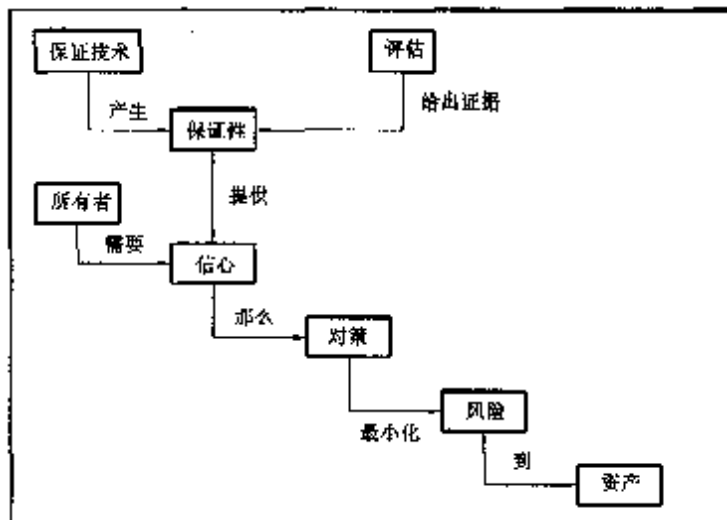 保证技术
评估
产生
给出证据
保证性
所有者
提供
需要
信心
那么
对策
风险
最小化
到
资产